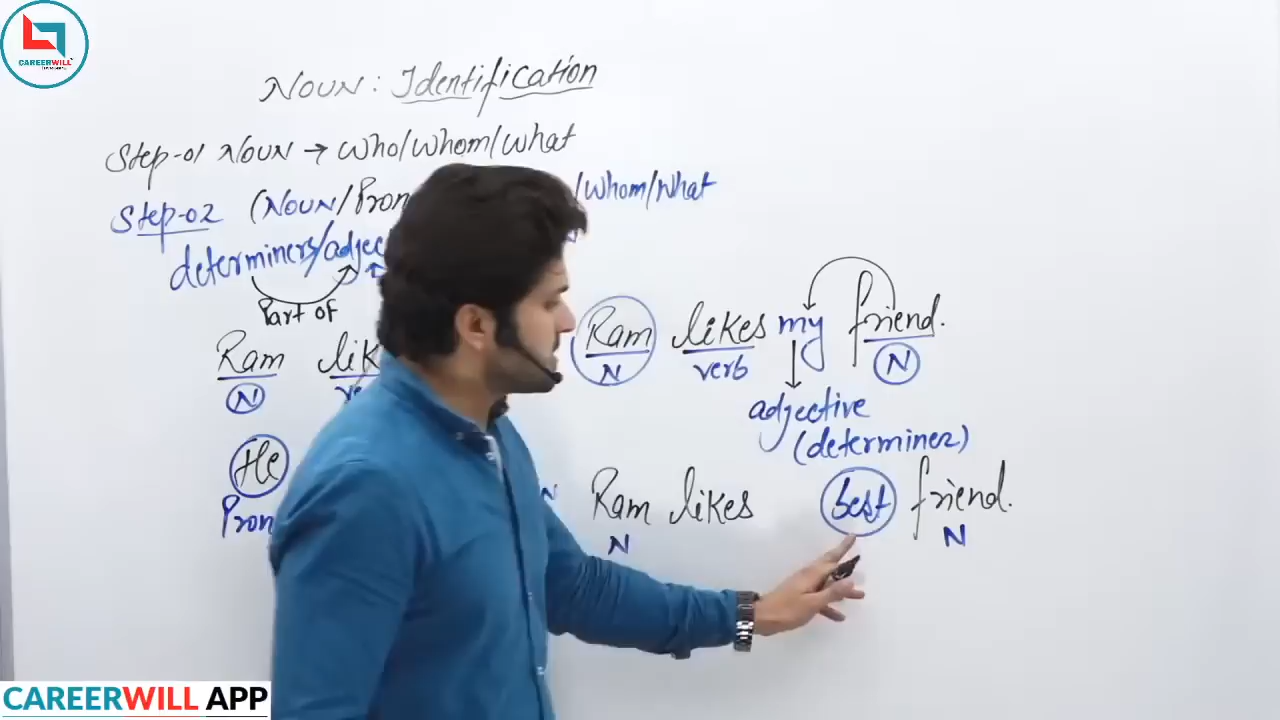 CAREERWILL
NOUN : Identification
Step-01 NOUN → who/whom/what
Step-02 (NOUN/Pron /whom/what
determiners/adjec
Part of
Ram lik Ram likes my friend.
N N verb N
adjective
(determiner)
He Ram likes best friend.
Pron N N N
CAREERWILL APP